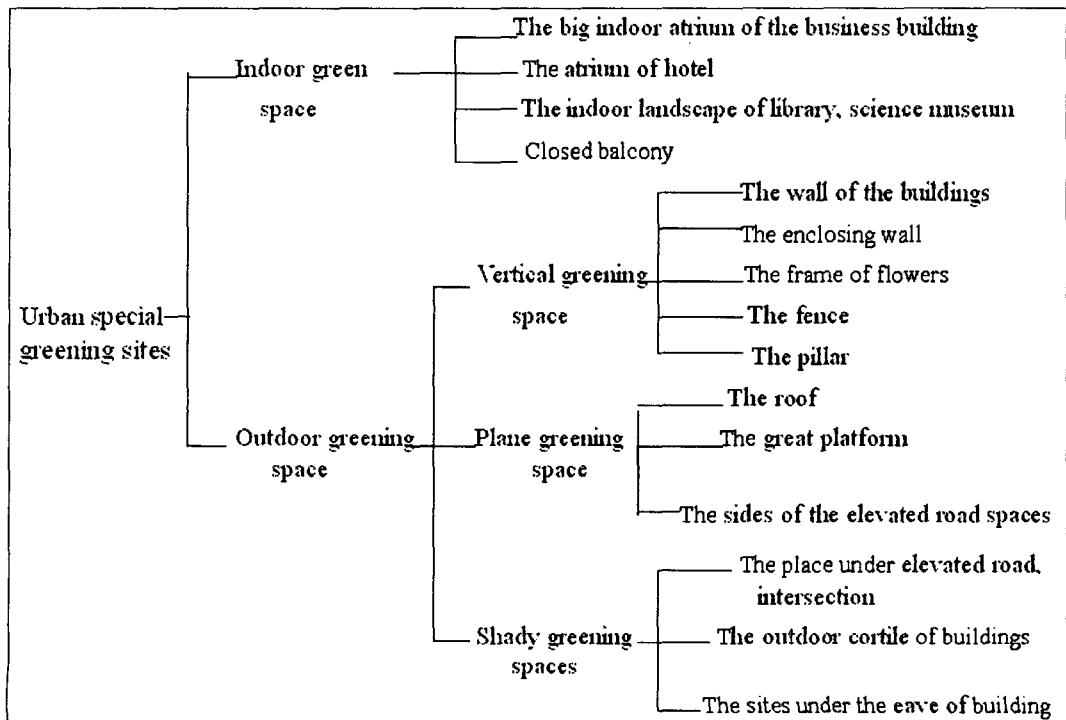 The big indoor atrium of the business building
Indoor green
space
The atrium of hotel
The indoor landscape of library, science museum
Closed balcony
Urban special
greening sites
Outdoor greening
space
Vertical greening
space
The wall of the buildings
The enclosing wall
The frame of flowers
The fence
The pillar
Plane greening
space
The roof
The great platform
The sides of the elevated road spaces
Shady greening
spaces
The place under elevated road,
intersection
The outdoor cortile of buildings
The sites under the eave of building